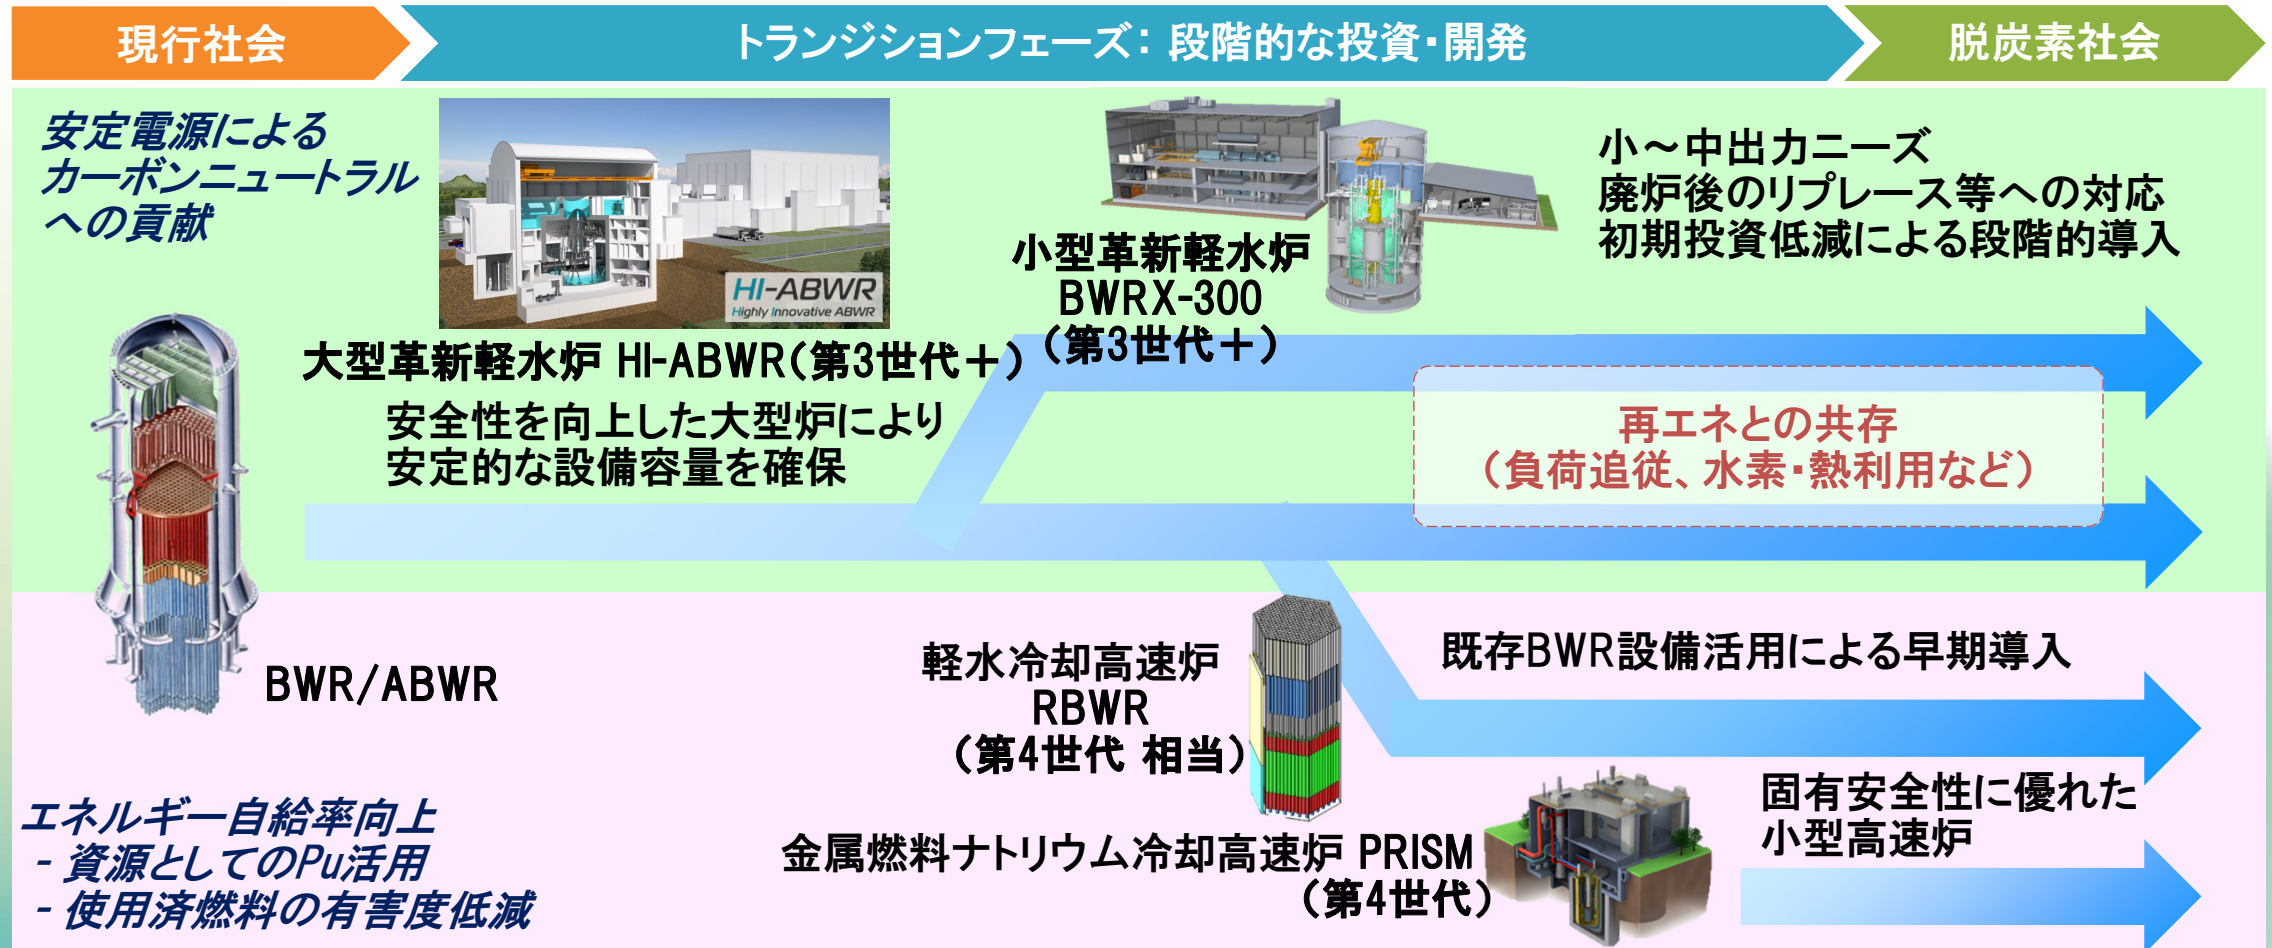 現行社会
トランジションフェーズ：段階的な投資・開発
脱炭素社会
安定電源による
カーボンニュートラル
への貢献
HI-ABWR
Highly Innovative ABWR
大型革新軽水炉 HI-ABWR（第3世代＋）
安全性を向上した大型炉により
安定的な設備容量を確保
小型革新軽水炉
BWRX-300
（第3世代＋）
小～中出力ニーズ
廃炉後のリプレース等への対応
初期投資低減による段階的導入
再エネとの共存
（負荷追従、水素・熱利用など）
BWR/ABWR
軽水冷却高速炉
RBWR
（第4世代 相当）
既存BWR設備活用による早期導入
エネルギー自給率向上
- 資源としてのPu活用
- 使用済燃料の有害度低減
金属燃料ナトリウム冷却高速炉 PRISM
（第4世代）
固有安全性に優れた
小型高速炉